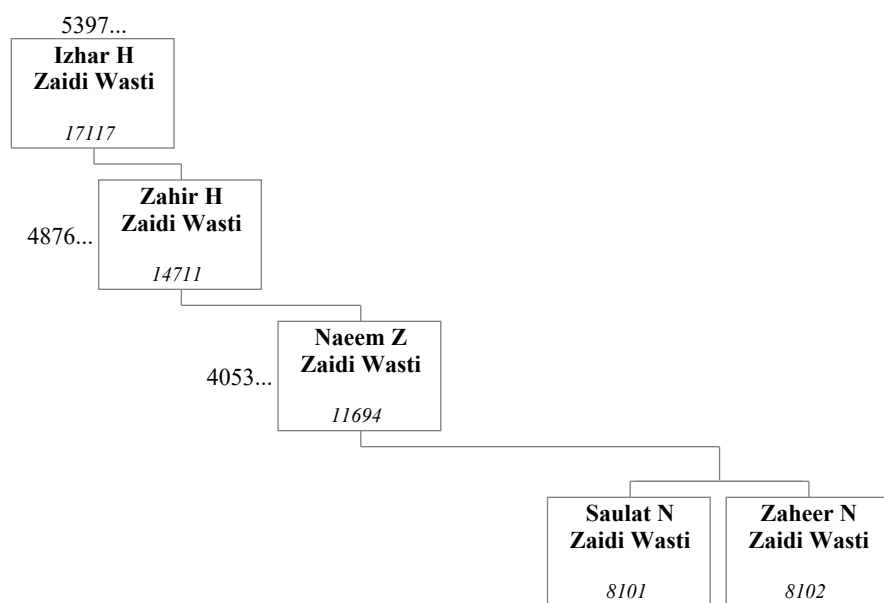 5397...
Izhar H
Zaidi Wasti
17117
Zahir H
Zaidi Wasti
4876...
14711
Naeem Z
Zaidi Wasti
4053...
11694
Saulat N
Zaidi Wasti
8101
Zaheer N
Zaidi Wasti
8102